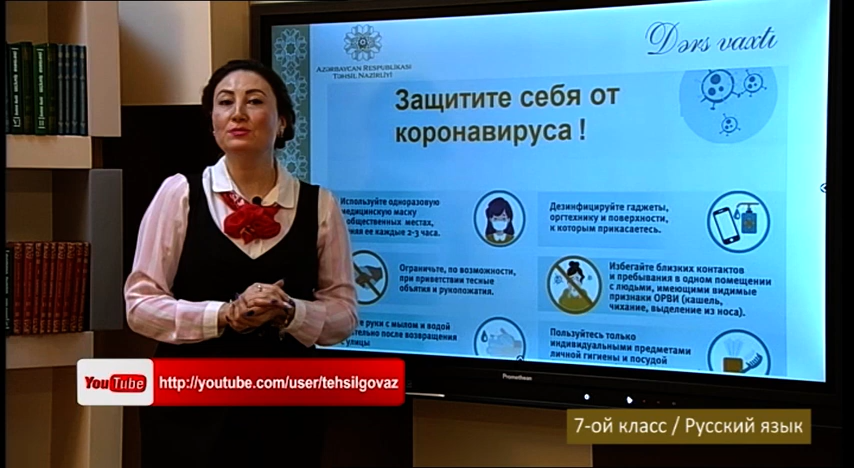 Dərs vaxtı
AZƏRBAYCAN RESPUBLİKASI
TƏHSİL NAZİRLİYİ
Защитите себя от
коронавируса !
Используйте одноразовую
медицинскую маску
общественных местах,
каждые 2-3 часа.
Дезинфицируйте гаджеты,
оргтехнику и поверхности,
к которым прикасаетесь.
Ограничьте, по возможности,
при приветствии тесные
объятия и рукопожатия.
Избегайте близких контактов
и пребывания в одном помещении
с людьми, имеющими видимые
признаки ОРВИ (кашель,
чихание, выделение из носа).
руки с мылом и водой
после возвращения
улицы
Пользуйтесь только
индивидуальными предметами
личной гигиены и посудой
Promethean
YouTube http://youtube.com/user/tehsilgovaz
7-ой класс / Русский язык